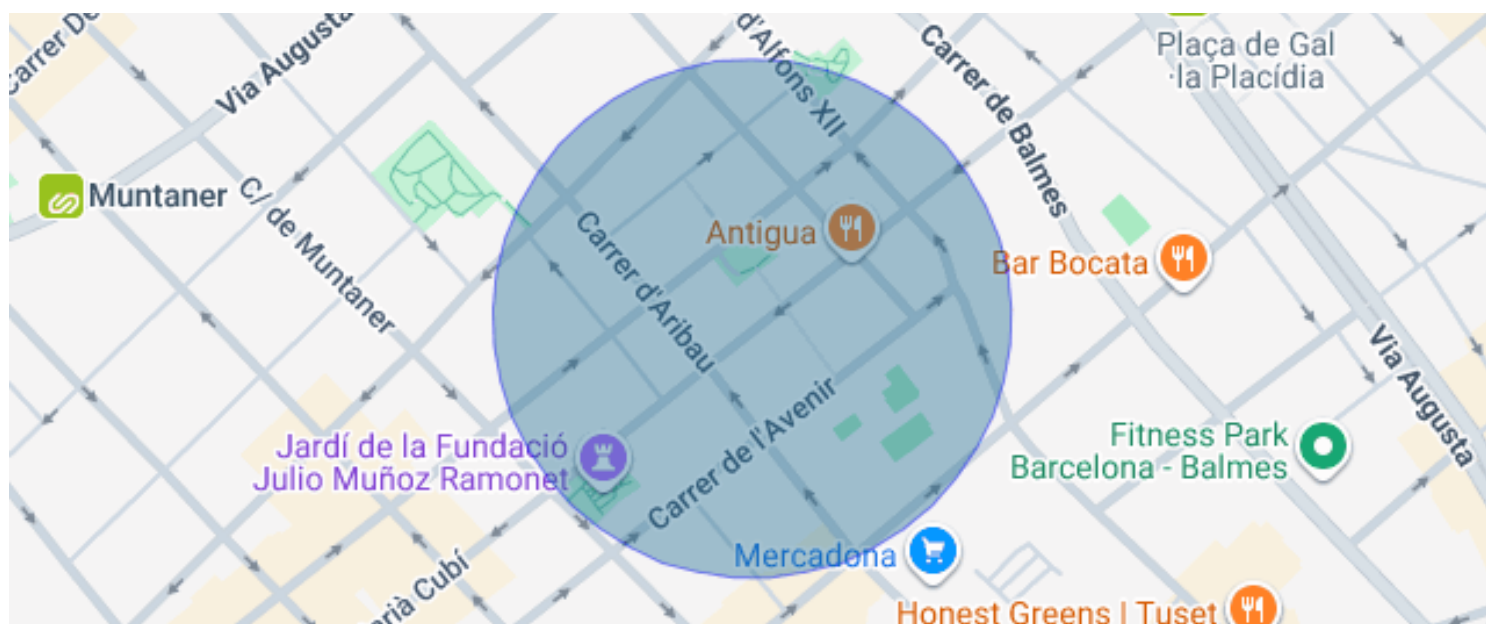 Carrer De
Via Augusta
d'Alfons XII
Carrer de Balmes
Plaça de Gal
·la Placídia
Muntaner
C/ de Muntaner
Carrer d'Aribau
Antigua
Bar Bocata
Via Augusta
Jardí de la Fundació
Julio Muñoz Ramonet
Carrer de l'Avenir
Fitness Park
Barcelona - Balmes
Mercadona
arià Cubí
Honest Greens | Tuset